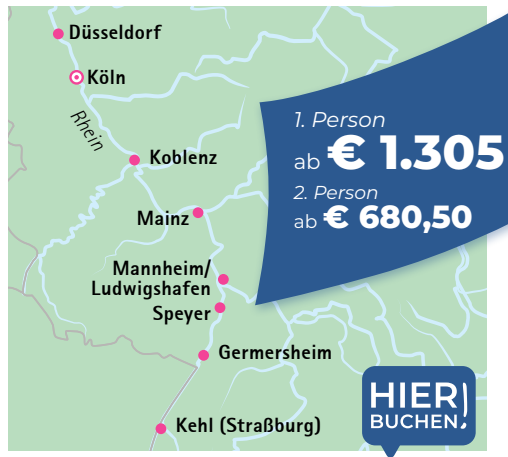 Düsseldorf
Köln
Rhein
Koblenz
Mainz
Mannheim/
Ludwigshafen
Speyer
Germersheim
Kehl (Straßburg)
1. Person
ab € 1.305
2. Person
ab € 680,50
HIER
BUCHEN!